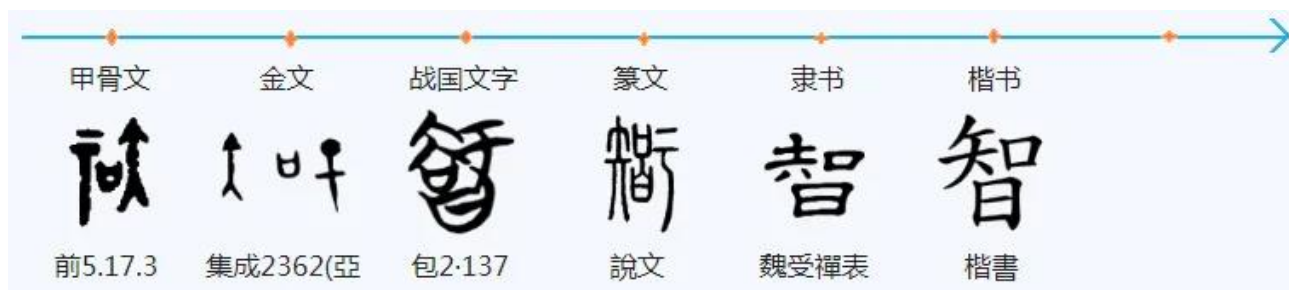 甲骨文 金文 战国文字 篆文 隶书 楷书
智 智
前5.17.3 集成2362(亞 包2·137 說文 魏受禪表 楷書